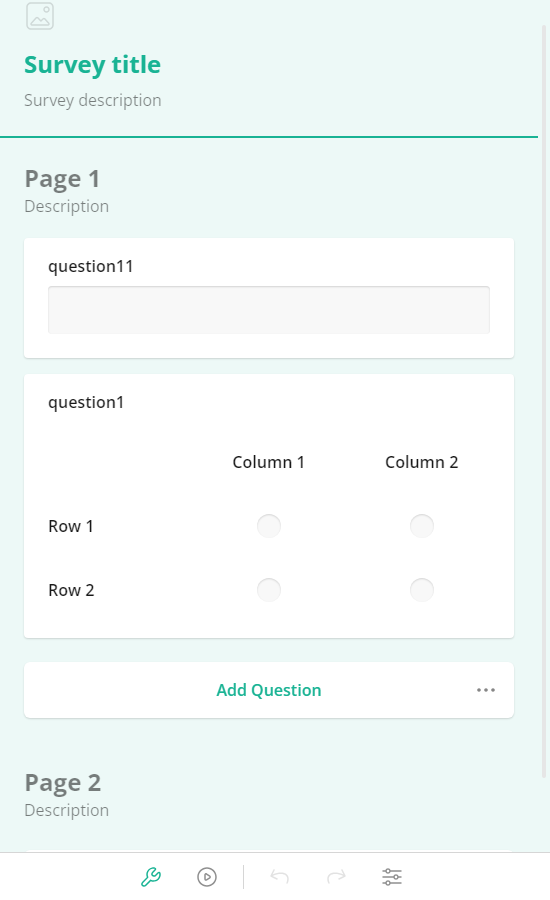 Survey title
Survey description
Page 1
Description
question11
question1
Column 1 Column 2
Row 1
Row 2
Add Question
Page 2
Description